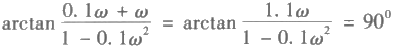 arctan (0.1ω + ω)/(1 − 0.1ω²) = arctan 1.1ω/(1 − 0.1ω²) = 90°